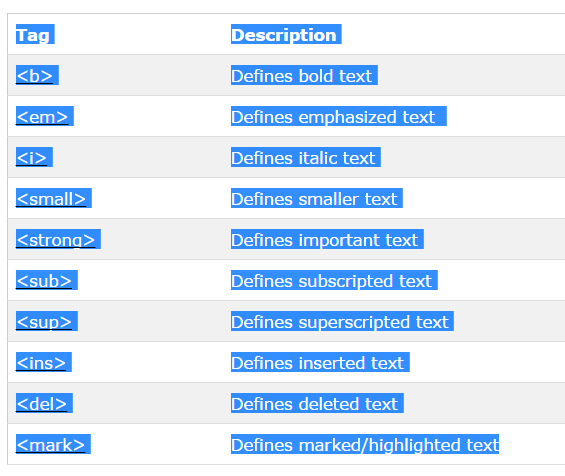 Tag Description
<b> Defines bold text
<em> Defines emphasized text
<i> Defines italic text
<small> Defines smaller text
<strong> Defines important text
<sub> Defines subscripted text
<sup> Defines superscripted text
<ins> Defines inserted text
<del> Defines deleted text
<mark> Defines marked/highlighted text